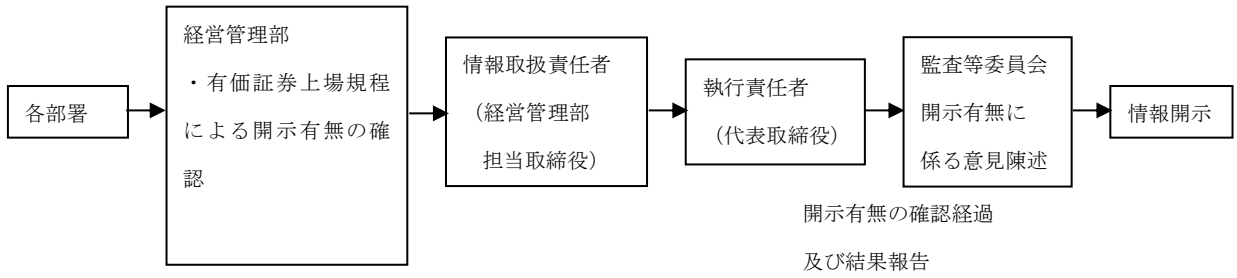 各部署
経営管理部
・有価証券上場規程
による開示有無の確
認
情報取扱責任者
（経営管理部
担当取締役）
執行責任者
（代表取締役）
監査等委員会
開示有無に
係る意見陳述
情報開示
開示有無の確認経過
及び結果報告